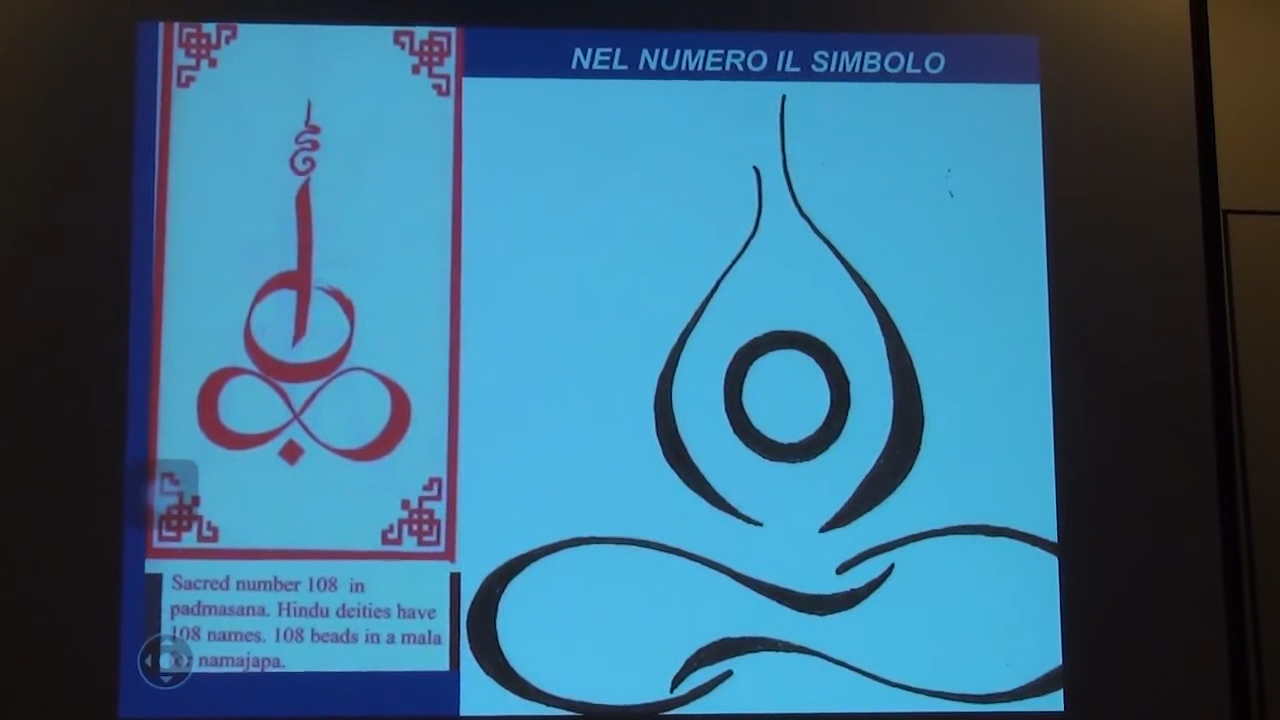 NEL NUMERO IL SIMBOLO
Sacred number 108 in
padmasana. Hindu deities have
108 names. 108 beads in a mala
namajapa.